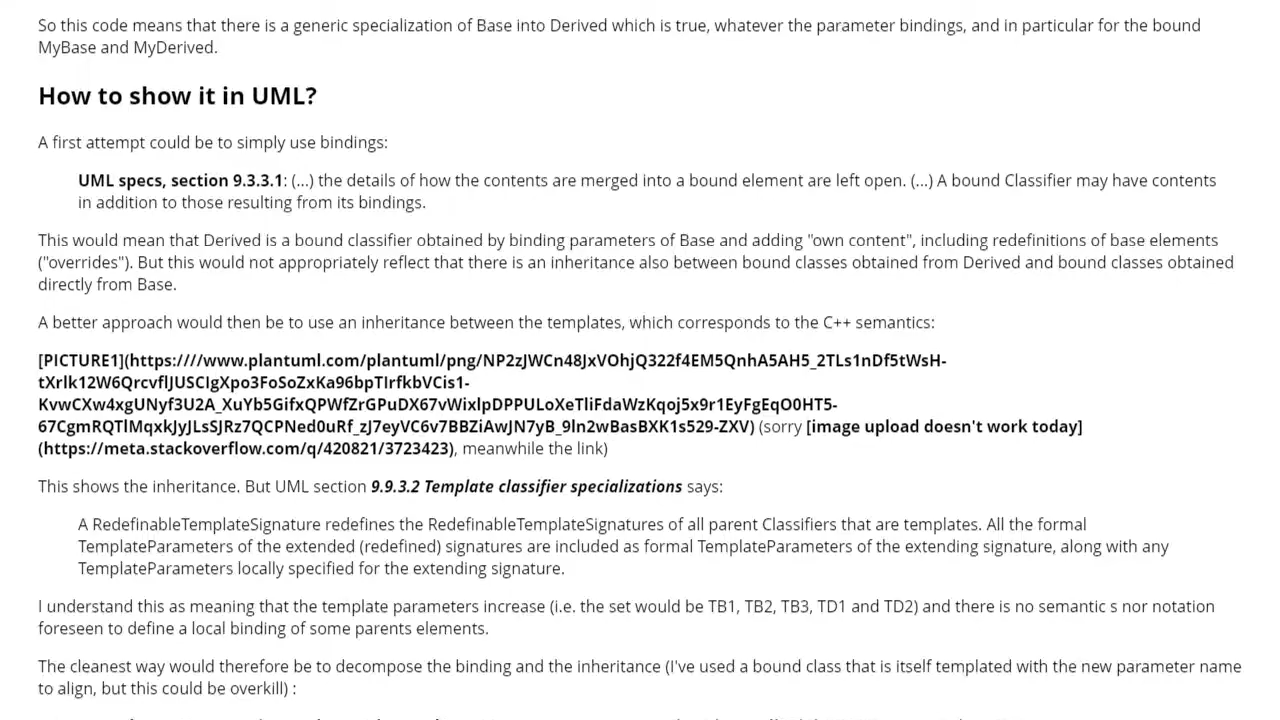 So this code means that there is a generic specialization of Base into Derived which is true, whatever the parameter bindings, and in particular for the bound
MyBase and MyDerived.
How to show it in UML?
A first attempt could be to simply use bindings:
UML specs, section 9.3.3.1: (...) the details of how the contents are merged into a bound element are left open. (...) A bound Classifier may have contents
in addition to those resulting from its bindings.
This would mean that Derived is a bound classifier obtained by binding parameters of Base and adding "own content", including redefinitions of base elements
("overrides"). But this would not appropriately reflect that there is an inheritance also between bound classes obtained from Derived and bound classes obtained
directly from Base.
A better approach would then be to use an inheritance between the templates, which corresponds to the C++ semantics:
[PICTURE1](https:////www.plantuml.com/plantuml/png/NP2zJWCn48JxVOhjQ322f4EM5QnhA5AH5_2TLs1nDf5tWsH-
tXrlk12W6QrcvflJUSCIgXpo3FoSoZxKa96bpTIrfkbVCis1-
KvwCXw4xgUNyf3U2A_XuYb5GifxQPWfZrGPuDX67vWixlpDPPULoXeTliFdaWzKqoj5x9r1EyFgEqO0HT5-
67CgmRQTlMqxkJyJLsSJRz7QCPNed0uRf_zJ7eyVC6v7BBZiAwJN7yB_9ln2wBasBXK1s529-ZXV) (sorry [image upload doesn't work today]
(https://meta.stackoverflow.com/q/420821/3723423), meanwhile the link)
This shows the inheritance. But UML section 9.9.3.2 Template classifier specializations says:
A RedefinableTemplateSignature redefines the RedefinableTemplateSignatures of all parent Classifiers that are templates. All the formal
TemplateParameters of the extended (redefined) signatures are included as formal TemplateParameters of the extending signature, along with any
TemplateParameters locally specified for the extending signature.
I understand this as meaning that the template parameters increase (i.e. the set would be TB1, TB2, TB3, TD1 and TD2) and there is no semantic s nor notation
foreseen to define a local binding of some parents elements.
The cleanest way would therefore be to decompose the binding and the inheritance (I've used a bound class that is itself templated with the new parameter name
to align, but this could be overkill) :